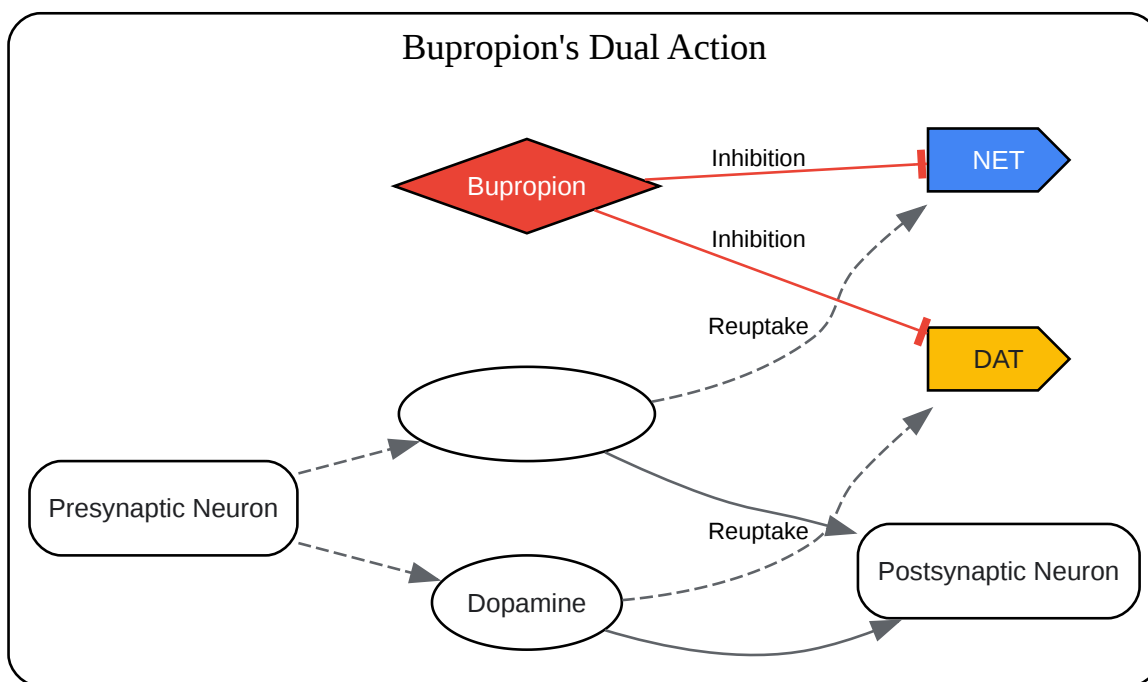 Bupropion's Dual Action
Inhibition
NET
Bupropion
Inhibition
Reuptake
DAT
Presynaptic Neuron
Reuptake
Postsynaptic Neuron
Dopamine